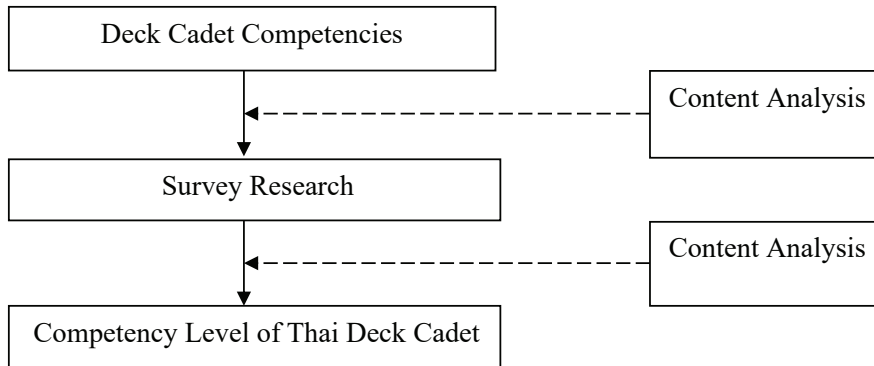 Deck Cadet Competencies
Content Analysis
Survey Research
Content Analysis
Competency Level of Thai Deck Cadet